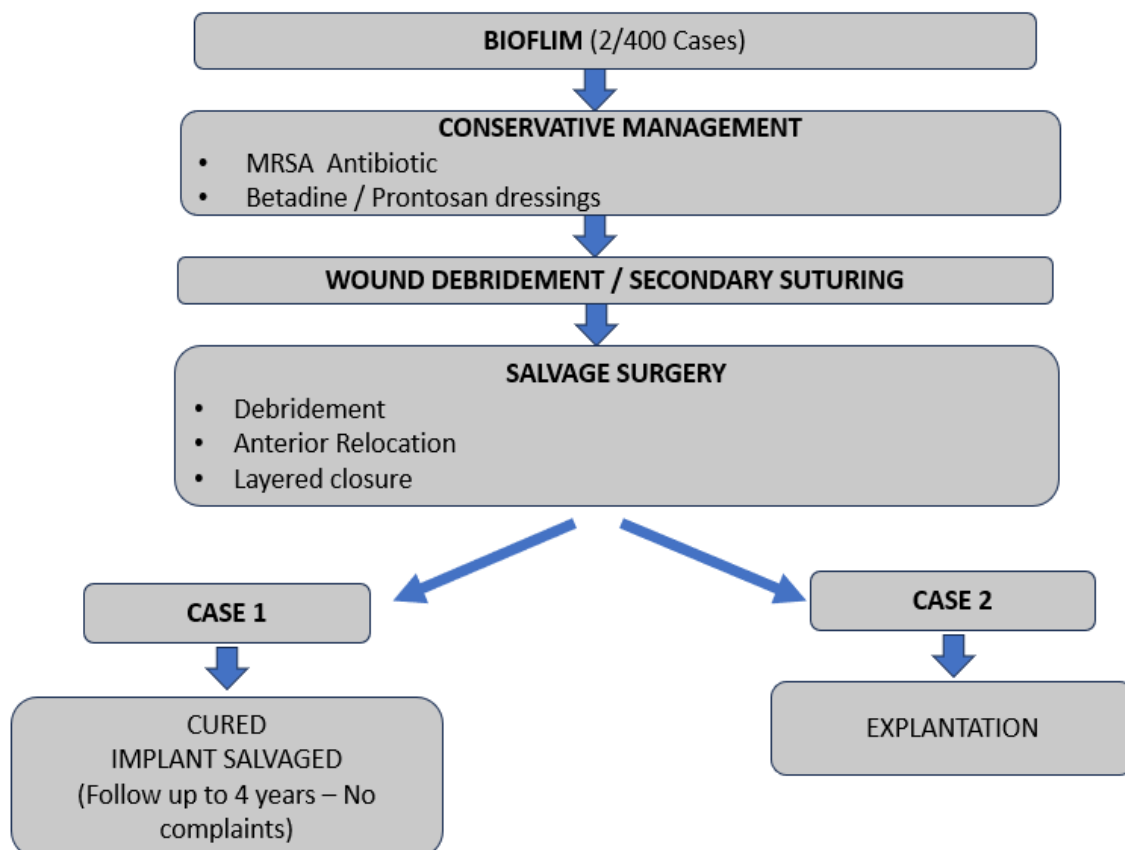 BIOFLIM (2/400 Cases)
CONSERVATIVE MANAGEMENT
• MRSA Antibiotic
• Betadine / Prontosan dressings
WOUND DEBRIDEMENT / SECONDARY SUTURING
SALVAGE SURGERY
• Debridement
• Anterior Relocation
• Layered closure
CASE 1
CURED
IMPLANT SALVAGED
(Follow up to 4 years – No
complaints)
CASE 2
EXPLANTATION